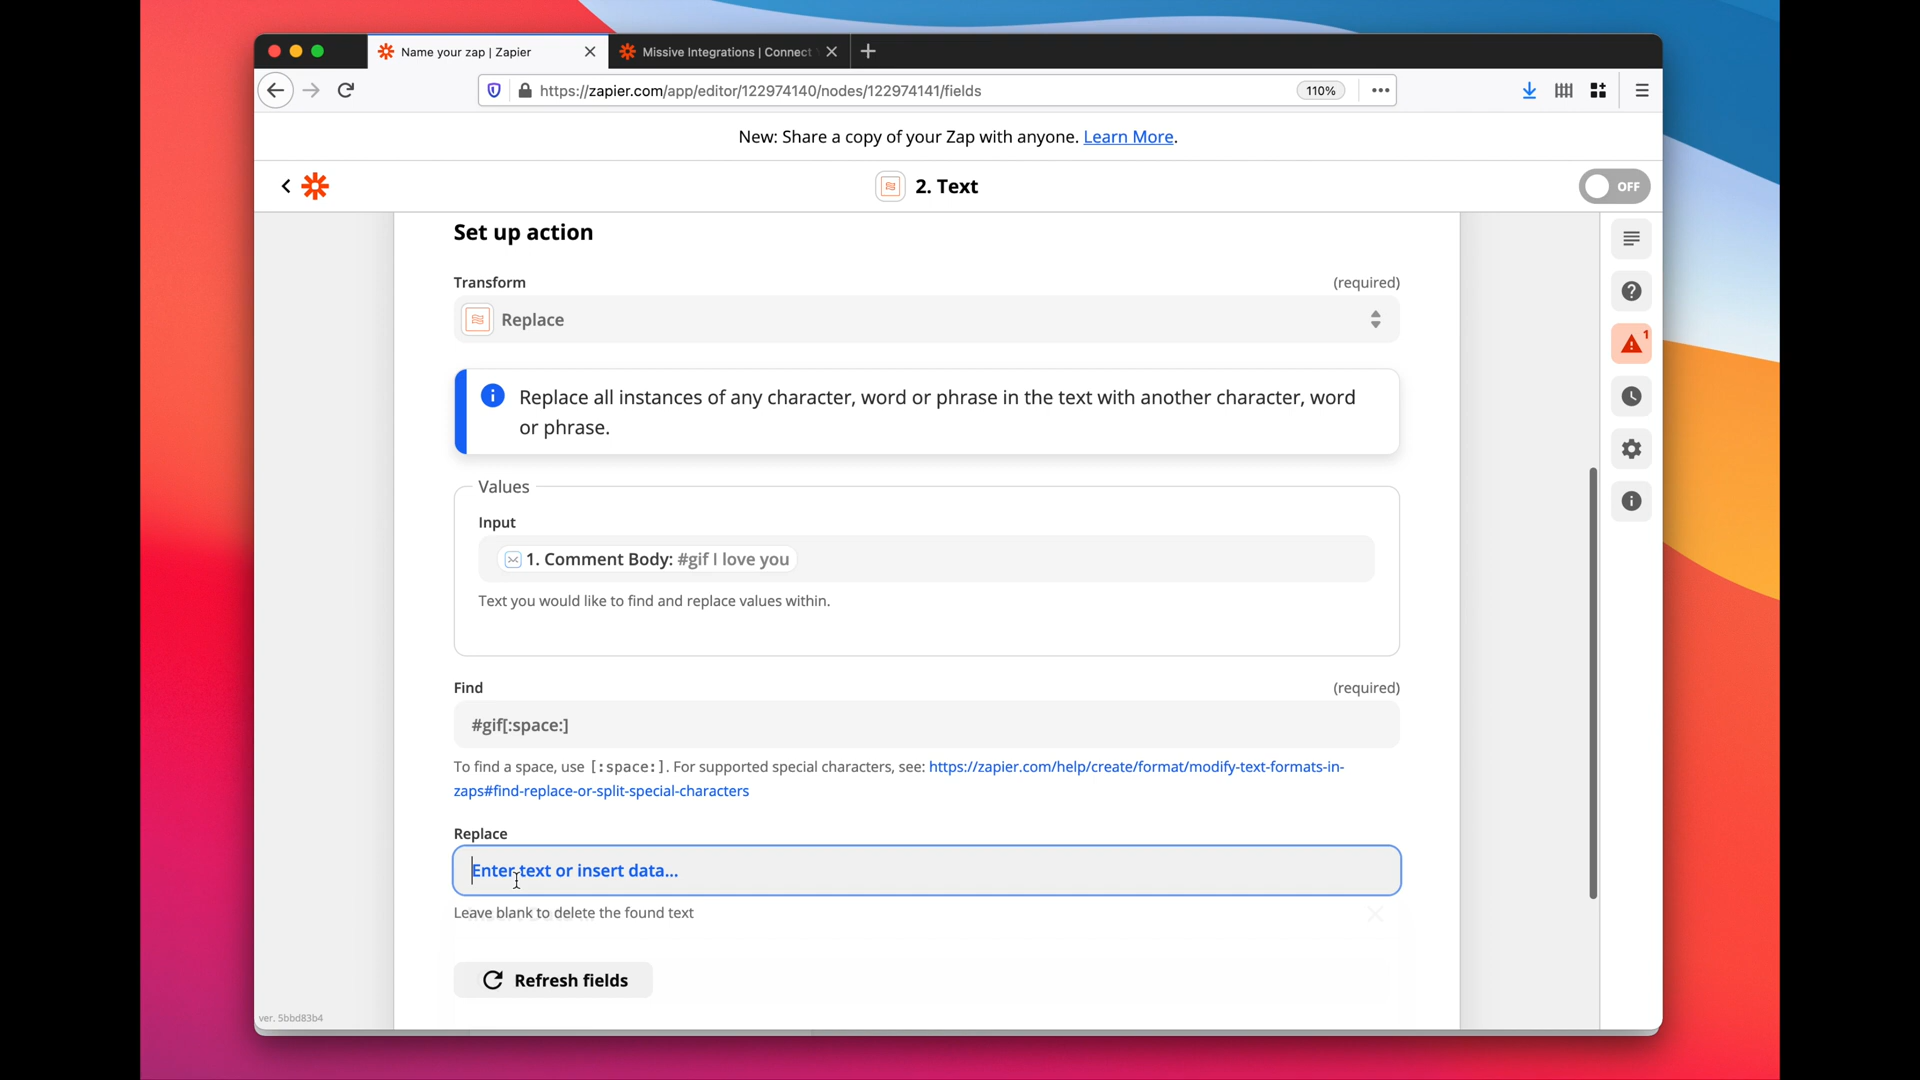 Name your zap | Zapier
Missive Integrations | Connect
https://zapier.com/app/editor/122974140/nodes/122974141/fields
110%
New: Share a copy of your Zap with anyone. Learn More.
2. Text
OFF
Set up action
Transform
(required)
Replace
1
Replace all instances of any character, word or phrase in the text with another character, word
or phrase.
Values
Input
1. Comment Body: #gif I love you
Text you would like to find and replace values within.
Find
(required)
#gif[:space:]
To find a space, use [:space:]. For supported special characters, see: https://zapier.com/help/create/format/modify-text-formats-in-
zaps#find-replace-or-split-special-characters
Replace
Enter text or insert data...
Leave blank to delete the found text
Refresh fields
ver. 5bbd83b4